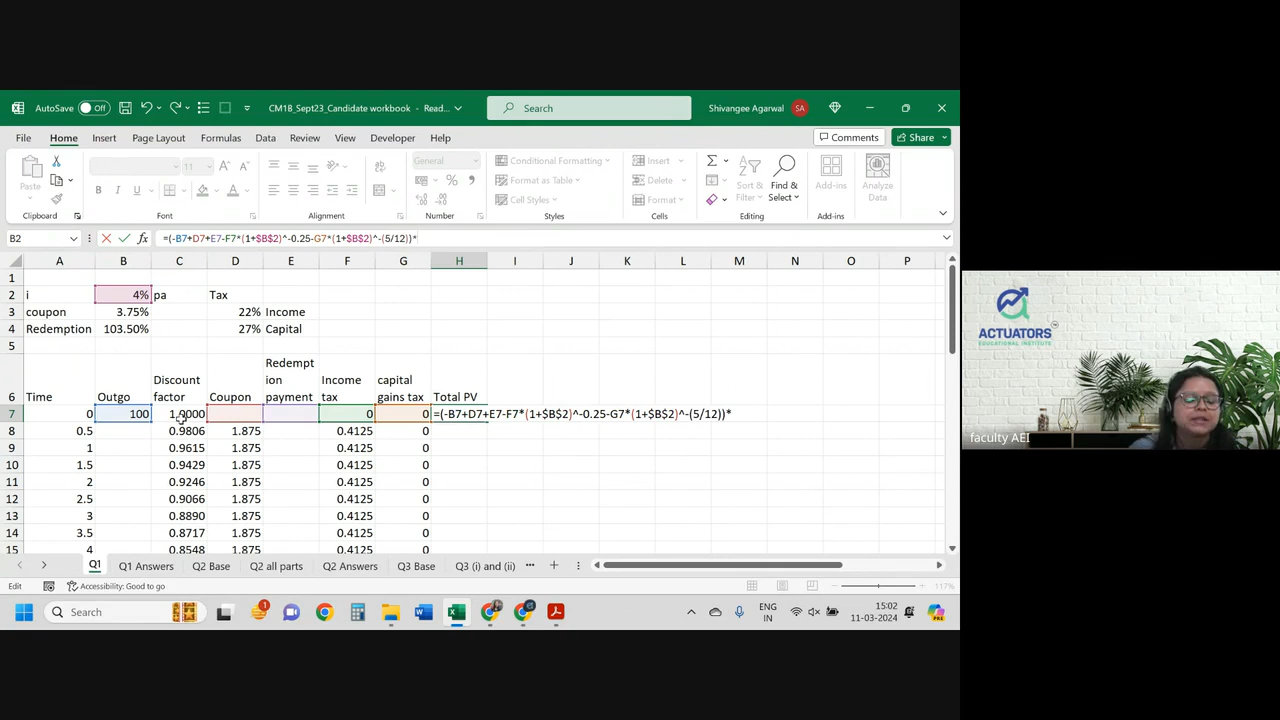 AutoSave Off CM1B_Sept23_Candidate workbook - Read... Search Shivangee Agarwal SA
File Home Insert Page Layout Formulas Data Review View Developer Help Comments Share
11 General Conditional Formatting Insert
Paste Format as Table Delete Sort & Find & Add-ins Analyze
Cell Styles Format Filter Select Data
Clipboard Font Alignment Number Styles Cells Editing Add-ins
B2 =(-B7+D7+E7-F7*(1+$B$2)^-0.25-G7*(1+$B$2)^-(5/12))*
A B C D E F G H I J K L M N O P
1
2 i 4% pa Tax
3 coupon 3.75% 22% Income
4 Redemption 103.50% 27% Capital
5
6 Time Outgo Discount factor Coupon Redemption payment Income tax capital gains tax Total PV
7 0 100 1.0000 0 0 =(-B7+D7+E7-F7*(1+$B$2)^-0.25-G7*(1+$B$2)^-(5/12))*
8 0.5 0.9806 1.875 0.4125 0
9 1 0.9615 1.875 0.4125 0
10 1.5 0.9429 1.875 0.4125 0
11 2 0.9246 1.875 0.4125 0
12 2.5 0.9066 1.875 0.4125 0
13 3 0.8890 1.875 0.4125 0
14 3.5 0.8717 1.875 0.4125 0
15 4 0.8548 1.875 0.4125 0
Q1 Q1 Answers Q2 Base Q2 all parts Q2 Answers Q3 Base Q3 (i) and (ii) ...
Edit Accessibility: Good to go 117%
Search ENG IN 15:02 11-03-2024
ACTUATORS
EDUCATIONAL INSTITUTE
faculty AEI